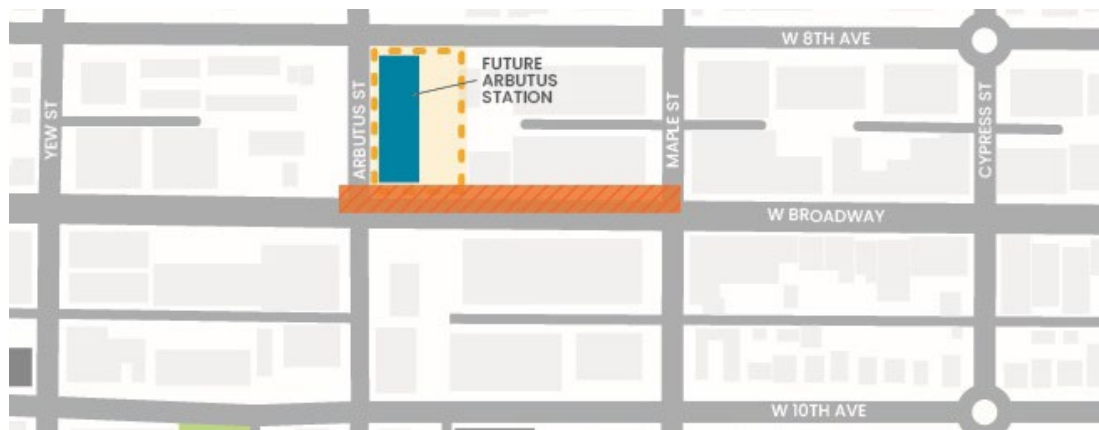 W 8TH AVE
FUTURE
ARBUTUS
STATION
YEW ST
ARBUTUS ST
MAPLE ST
CYPRESS ST
W BROADWAY
W 10TH AVE